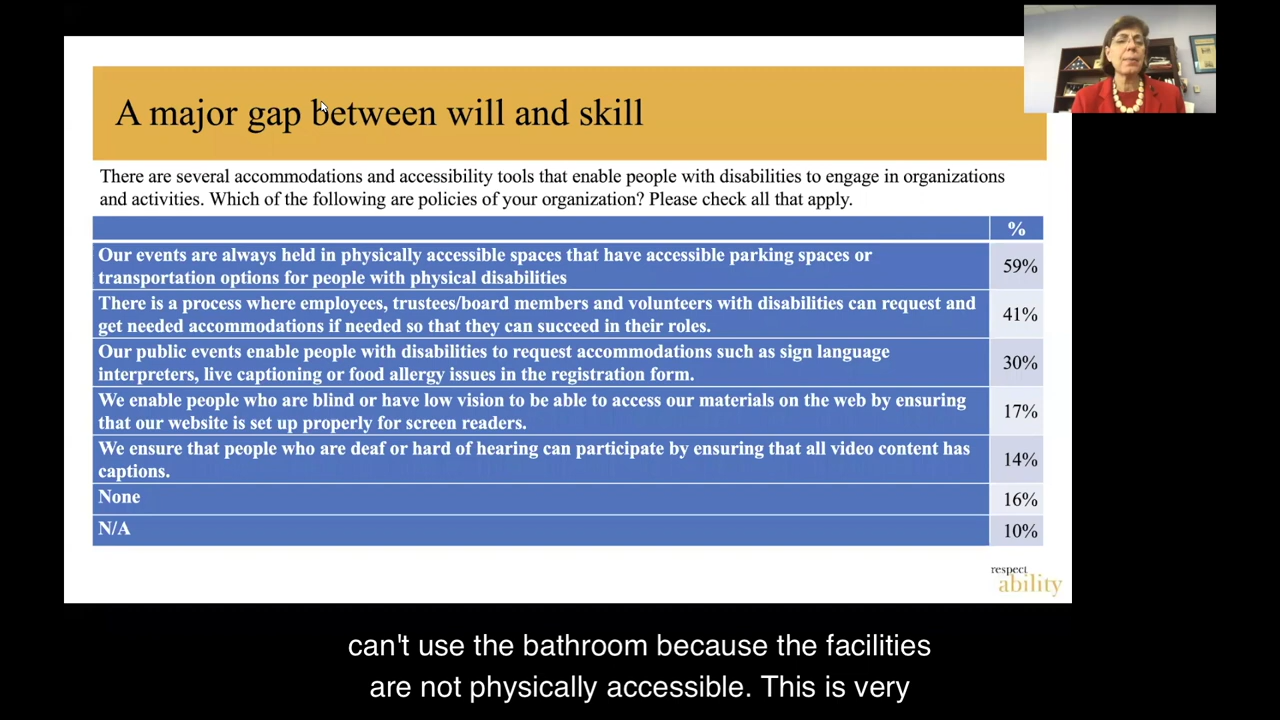 A major gap between will and skill
There are several accommodations and accessibility tools that enable people with disabilities to engage in organizations
and activities. Which of the following are policies of your organization? Please check all that apply.
%
Our events are always held in physically accessible spaces that have accessible parking spaces or
transportation options for people with physical disabilities
59%
There is a process where employees, trustees/board members and volunteers with disabilities can request and
get needed accommodations if needed so that they can succeed in their roles.
41%
Our public events enable people with disabilities to request accommodations such as sign language
interpreters, live captioning or food allergy issues in the registration form.
30%
We enable people who are blind or have low vision to be able to access our materials on the web by ensuring
that our website is set up properly for screen readers.
17%
We ensure that people who are deaf or hard of hearing can participate by ensuring that all video content has
captions.
14%
None
16%
N/A
10%
respect
ability
can't use the bathroom because the facilities
are not physically accessible. This is very